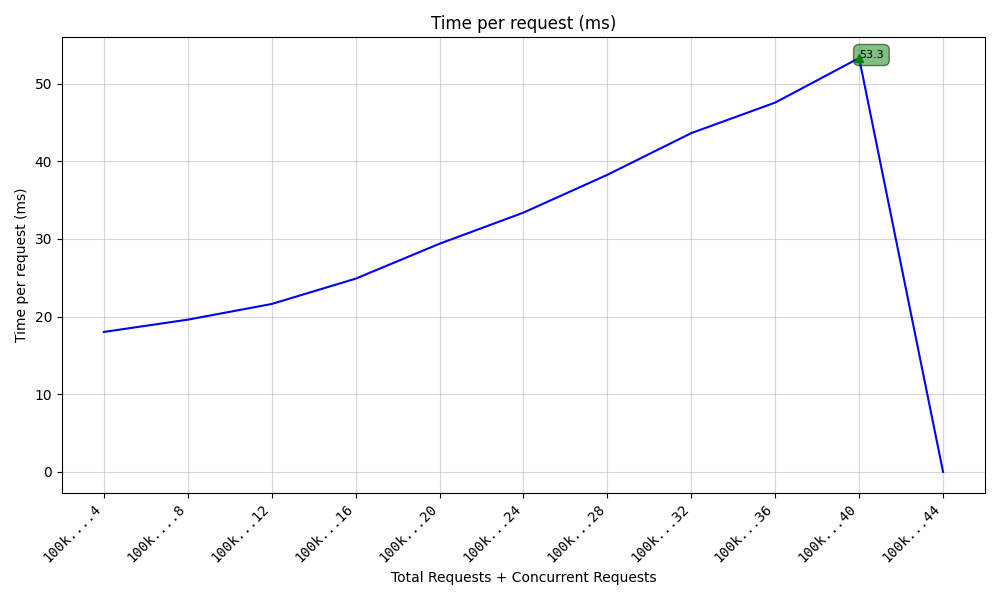 Time per request (ms)
53.3
Time per request (ms)
50
40
30
20
10
0
100k....4
100k....8
100k...12
100k...16
100k...20
100k...24
100k...28
100k...32
100k...36
100k...40
100k...44
Total Requests + Concurrent Requests